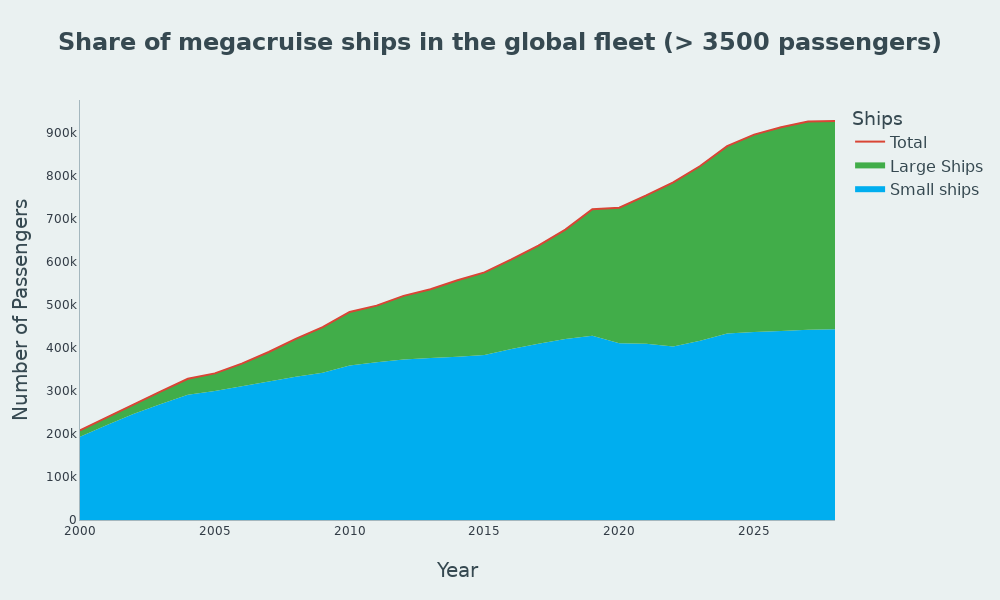 Share of megacruise ships in the global fleet (> 3500 passengers)
Ships
Total
Large Ships
Small ships
Number of Passengers
900k
800k
700k
600k
500k
400k
300k
200k
100k
0
2000
2005
2010
2015
2020
2025
Year